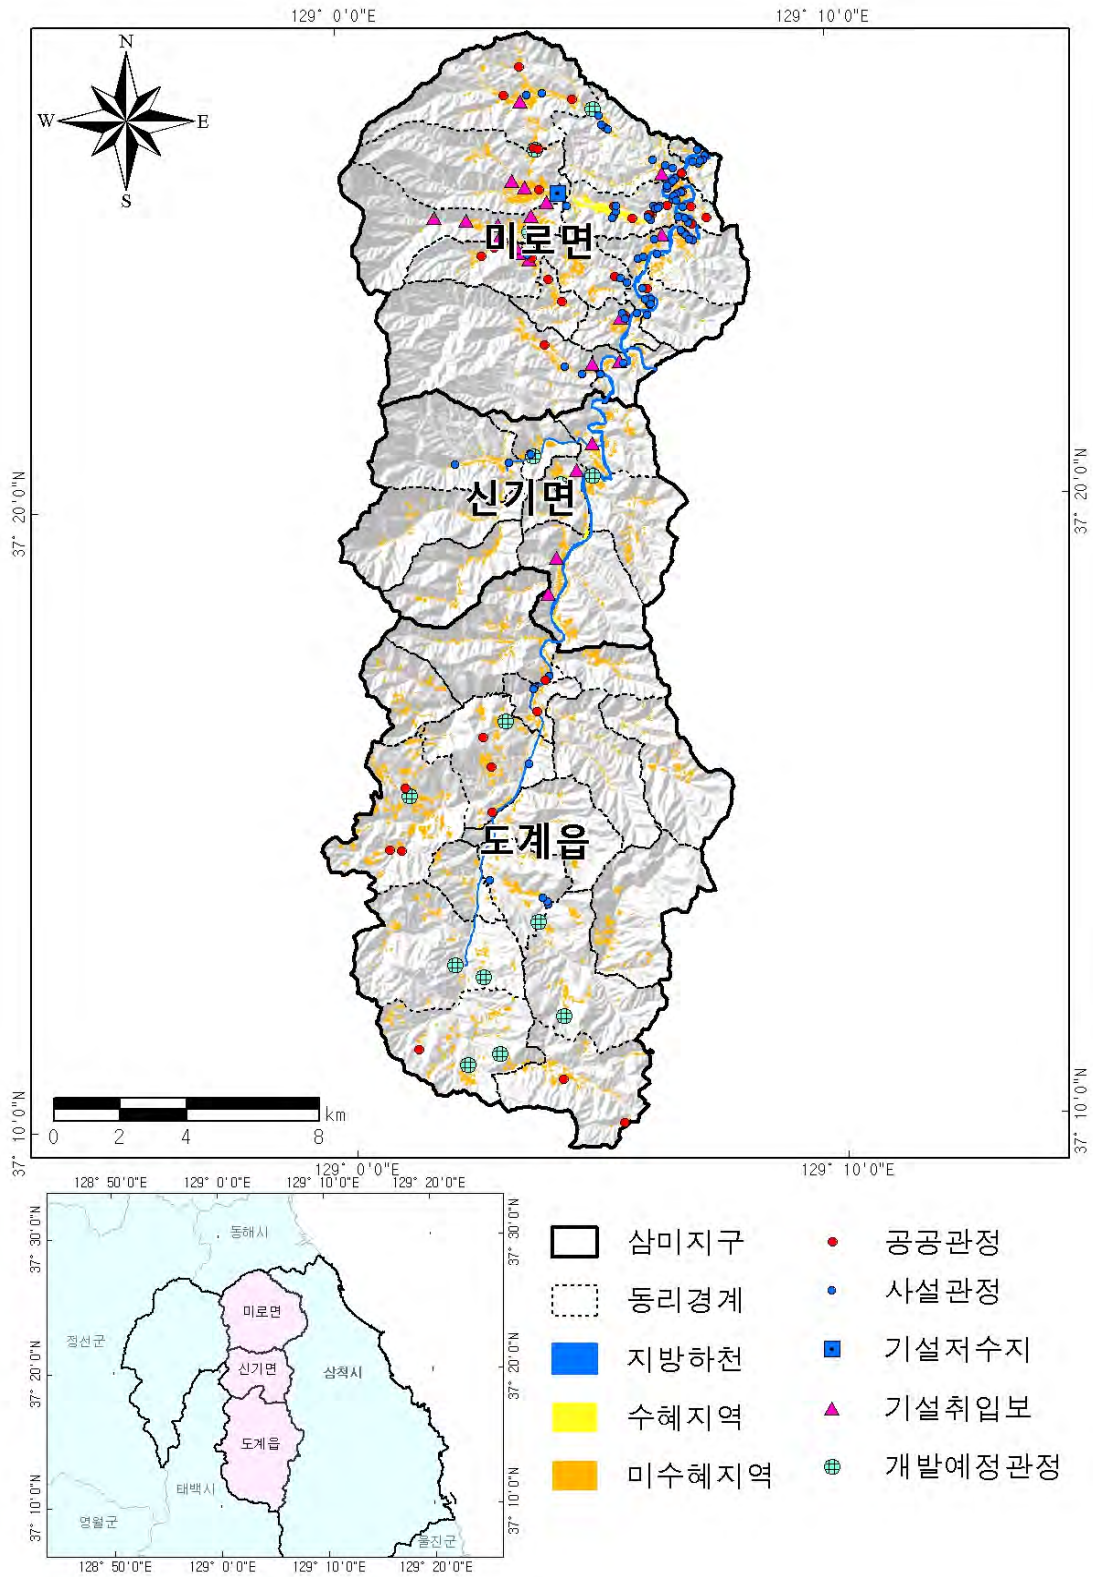 129° 0'0"E
129° 10'0"E
N
W
E
S
미로면
신기면
도계읍
37° 20'0"N
37° 20'0"N
37° 10'0"N
37° 10'0"N
km
0
2
4
8
129° 0'0"E
129° 10'0"E
128° 50'0"E
129° 0'0"E
129° 10'0"E
129° 20'0"E
37° 30'0"N
37° 30'0"N
동해시
정선군
미로면
신기면
삼척시
도계읍
태백시
영월군
울진군
37° 20'0"N
37° 20'0"N
37° 10'0"N
37° 10'0"N
128° 50'0"E
129° 0'0"E
129° 10'0"E
129° 20'0"E
삼미지구
동리경계
지방하천
수혜지역
미수혜지역
공공관정
사설관정
기설저수지
기설취입보
개발예정관정